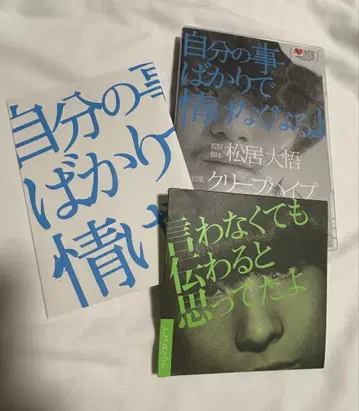 自分の事
ばかり
情け
自分の事
ばかりで
情けなくなるよ
監督
脚本
松居大悟
音楽
クリープハイプ
言わなくても
伝わると
思ってたよ